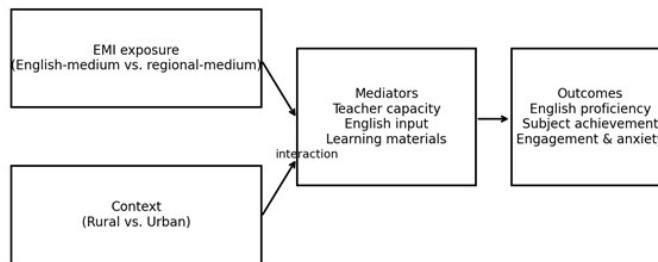 EMI exposure
(English-medium vs. regional-medium)
Mediators
Teacher capacity
English input
Learning materials
Outcomes
English proficiency
Subject achievement
Engagement & anxiety
interaction
Context
(Rural vs. Urban)